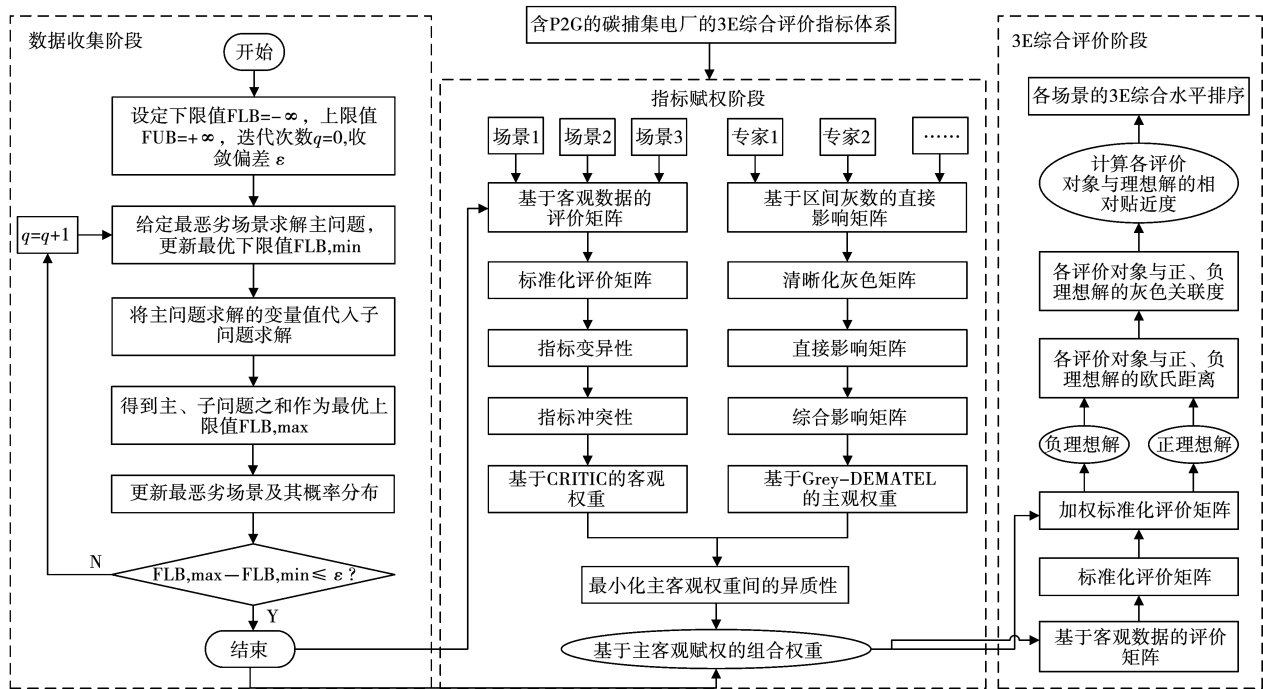 含P2G的碳捕集电厂的3E综合评价指标体系
数据收集阶段
开始
设定下限值FLB=-∞，上限值
FUB=+∞，迭代次数q=0,收
敛偏差 ε
q=q+1
给定最恶劣场景求解主问题，
更新最优下限值FLB,min
将主问题求解的变量值代入子
问题求解
得到主、子问题之和作为最优上
限值FLB,max
更新最恶劣场景及其概率分布
N
FLB,max－FLB,min≤ ε？
Y
结束
指标赋权阶段
场景1
场景2
场景3
专家1
专家2
……
基于客观数据的
评价矩阵
标准化评价矩阵
指标变异性
指标冲突性
基于CRITIC的客观
权重
基于区间灰数的直接
影响矩阵
清晰化灰色矩阵
直接影响矩阵
综合影响矩阵
基于Grey-DEMATEL
的主观权重
最小化主客观权重间的异质性
基于主客观赋权的组合权重
3E综合评价阶段
各场景的3E综合水平排序
计算各评价
对象与理想解的相
对贴近度
各评价对象与正、负
理想解的灰色关联度
各评价对象与正、负
理想解的欧氏距离
负理想解
正理想解
加权标准化评价矩阵
标准化评价矩阵
基于客观数据的评价
矩阵